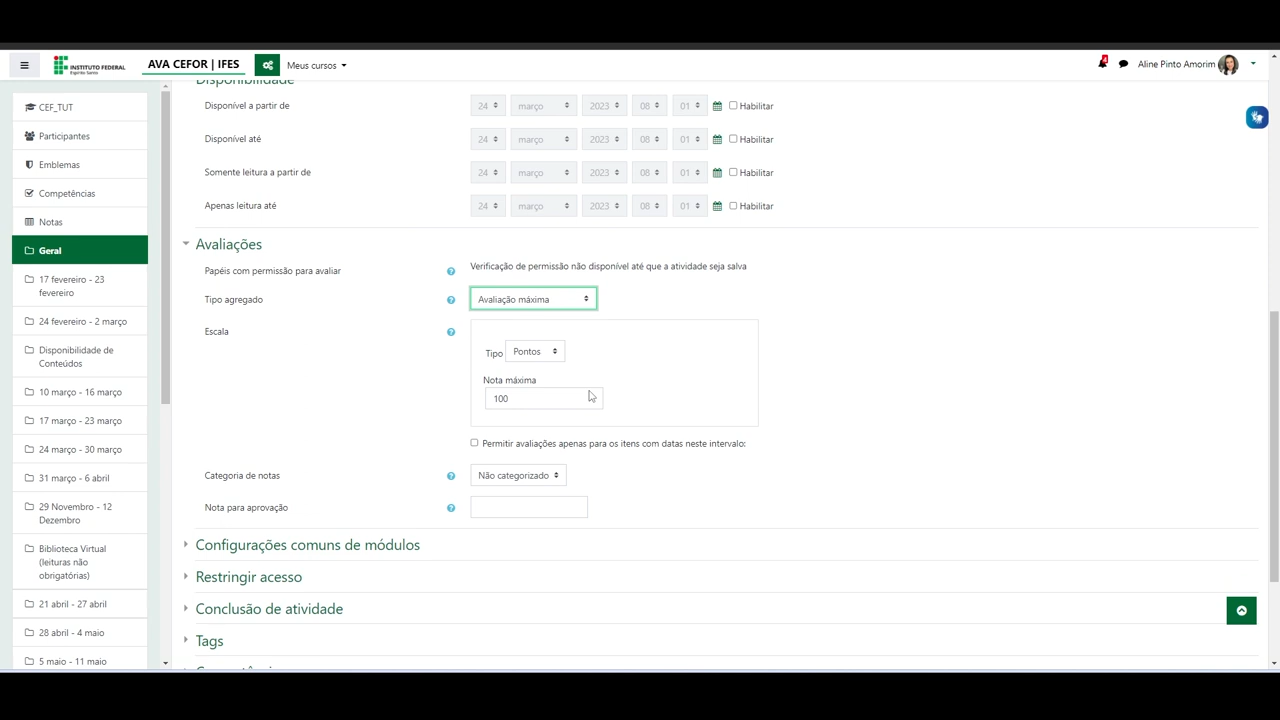 INSTITUTO FEDERAL
Espírito Santo
AVA CEFOR | IFES
Meus cursos
4
Aline Pinto Amorim
CEF_TUT
Participantes
Emblemas
Competências
Notas
Geral
17 fevereiro - 23
fevereiro
24 fevereiro - 2 março
Disponibilidade de
Conteúdos
10 março - 16 março
17 março - 23 março
24 março - 30 março
31 março - 6 abril
29 Novembro - 12
Dezembro
Biblioteca Virtual
(leituras não
obrigatórias)
21 abril - 27 abril
28 abril - 4 maio
5 maio - 11 maio
Disponibilidade
Disponível a partir de 24 março 2023 08 01 Habilitar
Disponível até 24 março 2023 08 01 Habilitar
Somente leitura a partir de 24 março 2023 08 01 Habilitar
Apenas leitura até 24 março 2023 08 01 Habilitar
Avaliações
Papéis com permissão para avaliar Verificação de permissão não disponível até que a atividade seja salva
Tipo agregado Avaliação máxima
Escala
Tipo Pontos
Nota máxima
100
Permitir avaliações apenas para os itens com datas neste intervalo:
Categoria de notas Não categorizado
Nota para aprovação
Configurações comuns de módulos
Restringir acesso
Conclusão de atividade
Tags